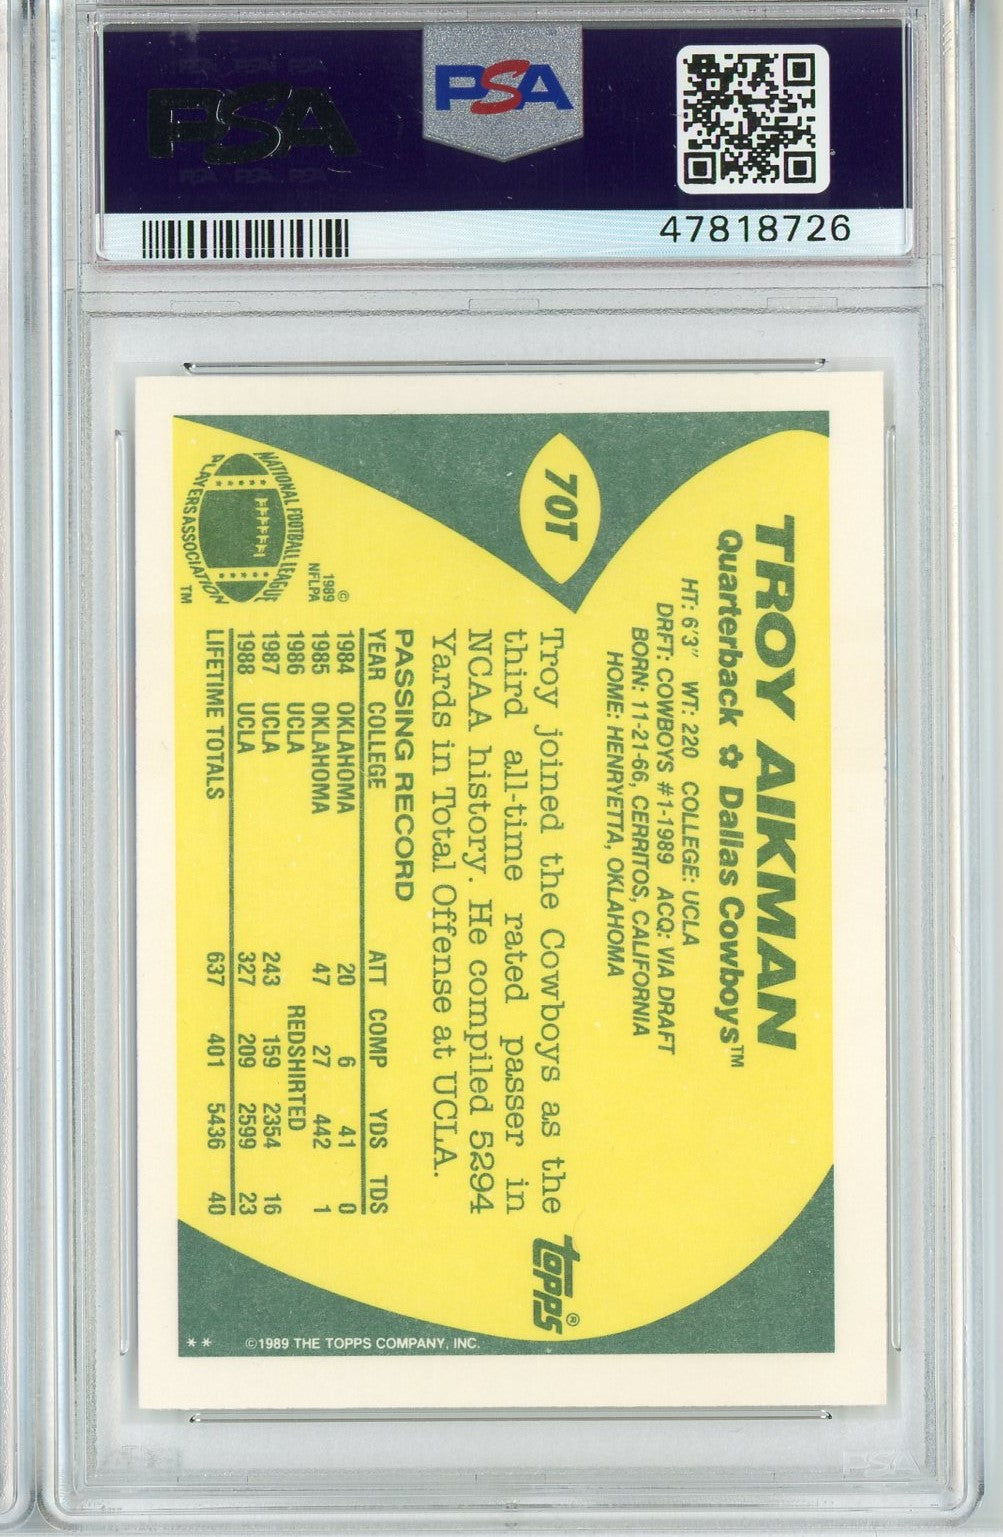 PSA
PSA
47818726
70T
TROY AIKMAN
Quarterback ✿ Dallas Cowboys™
HT: 6'3" WT: 220 COLLEGE: UCLA
DRFT: COWBOYS #1-1989 ACQ: VIA DRAFT
BORN: 11-21-66, CERRITOS, CALIFORNIA
HOME: HENRYETTA, OKLAHOMA
Troy joined the Cowboys as the
third all-time rated passer in
NCAA history. He compiled 5294
Yards in Total Offense at UCLA.
PASSING RECORD
YEAR COLLEGE ATT COMP YDS TDS
1984 OKLAHOMA 20 6 41 0
1985 OKLAHOMA 47 27 442 1
1986 UCLA REDSHIRTED
1987 UCLA 243 159 2354 16
1988 UCLA 327 209 2599 23
LIFETIME TOTALS 637 401 5436 40
NATIONAL FOOTBALL LEAGUE
PLAYERS ASSOCIATION ™
© 1989
NFLPA
topps®
** ©1989 THE TOPPS COMPANY, INC.
PSA